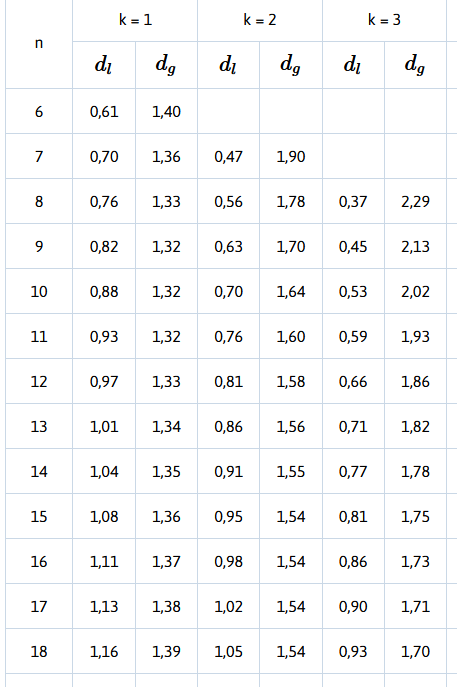 k = 1 k = 2 k = 3
n
dl dg dl dg dl dg
6 0,61 1,40
7 0,70 1,36 0,47 1,90
8 0,76 1,33 0,56 1,78 0,37 2,29
9 0,82 1,32 0,63 1,70 0,45 2,13
10 0,88 1,32 0,70 1,64 0,53 2,02
11 0,93 1,32 0,76 1,60 0,59 1,93
12 0,97 1,33 0,81 1,58 0,66 1,86
13 1,01 1,34 0,86 1,56 0,71 1,82
14 1,04 1,35 0,91 1,55 0,77 1,78
15 1,08 1,36 0,95 1,54 0,81 1,75
16 1,11 1,37 0,98 1,54 0,86 1,73
17 1,13 1,38 1,02 1,54 0,90 1,71
18 1,16 1,39 1,05 1,54 0,93 1,70